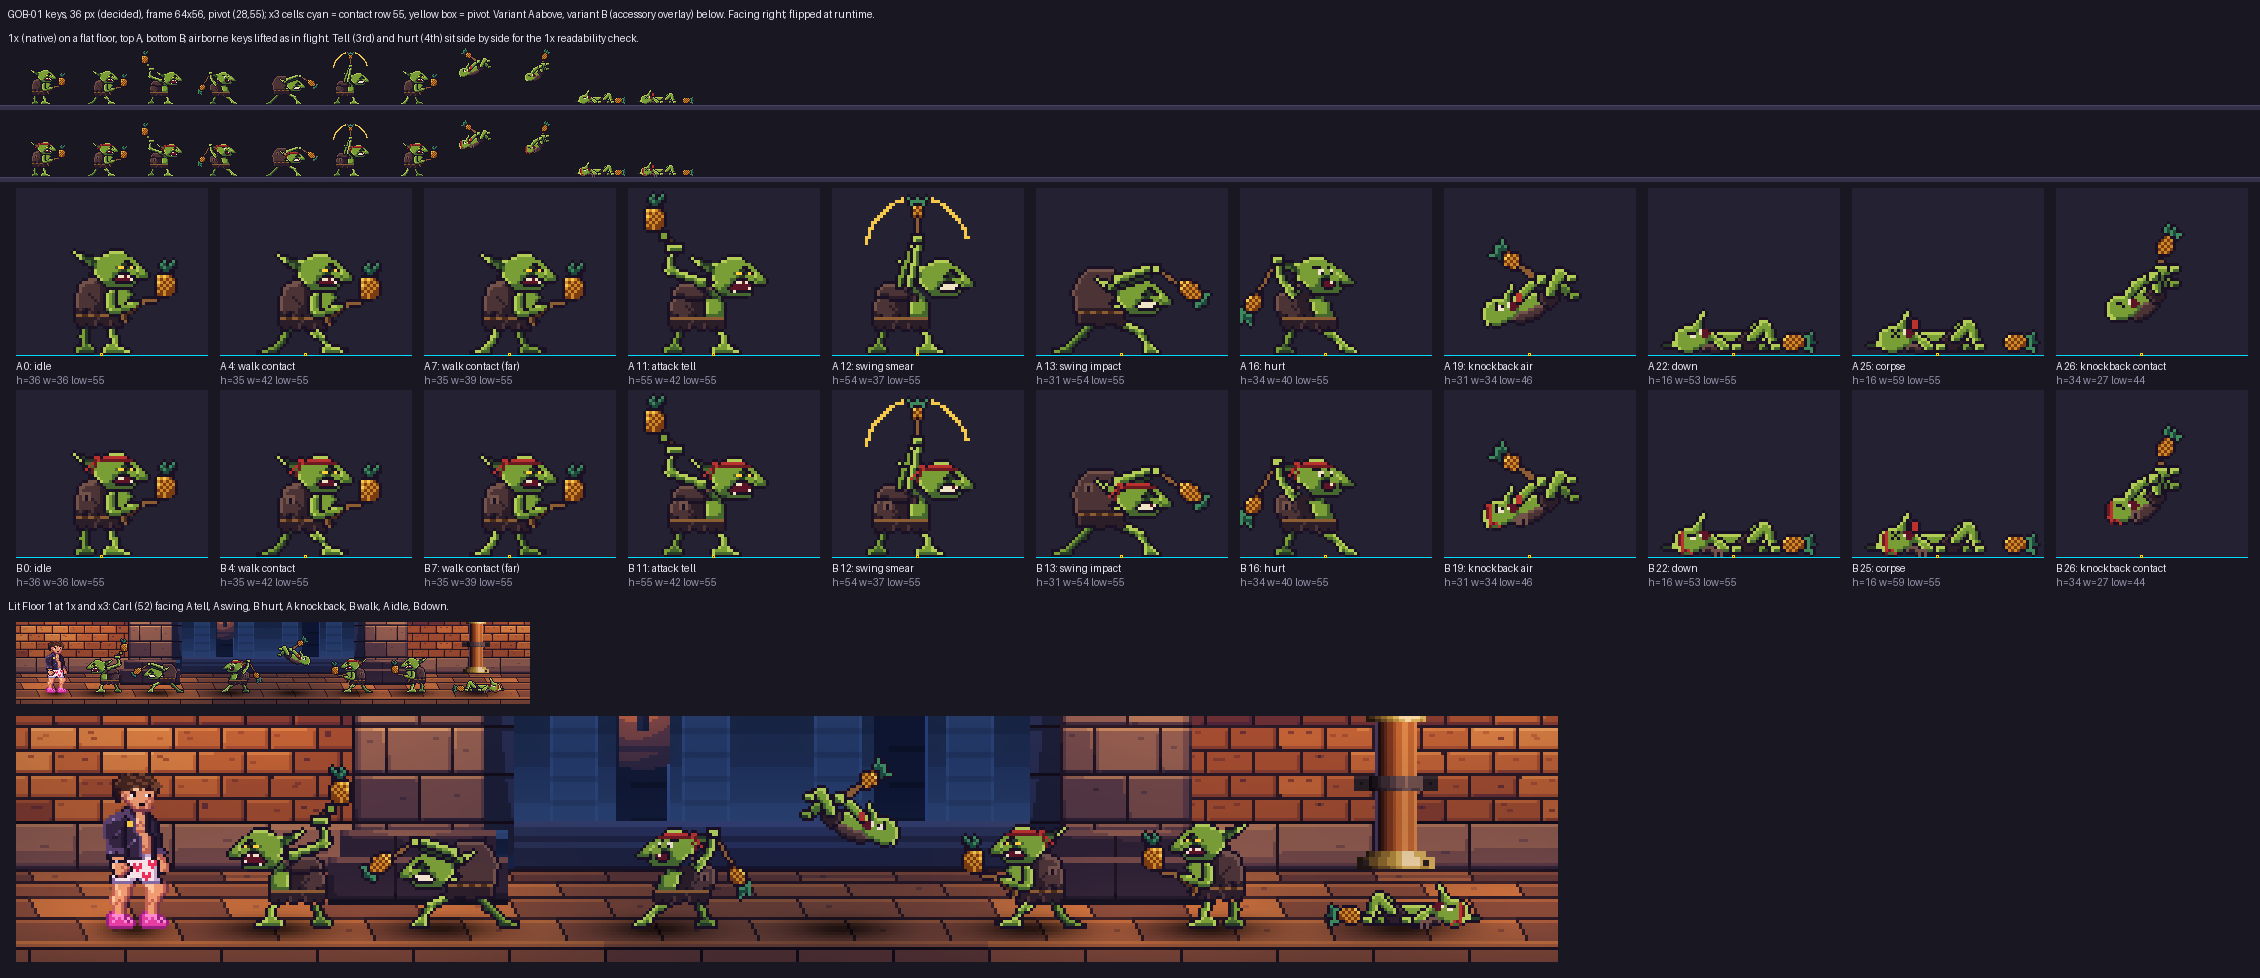 GOB-01 keys, 36 px (decided), frame 64x56, pivot (28,55); x3 cells: cyan = contact row 55, yellow box = pivot. Variant A above, variant B (accessory overlay) below. Facing right; flipped at runtime.
1x (native) on a flat floor, top A, bottom B; airborne keys lifted as in flight. Tell (3rd) and hurt (4th) sit side by side for the 1x readability check.
A0: idle
A4: walk contact
A7: walk contact (far)
A11: attack tell
A12: swing smear
A13: swing impact
A16: hurt
A19: knockback air
A22: down
A25: corpse
A26: knockback contact
h=36 w=36 low=55
h=35 w=42 low=55
h=35 w=39 low=55
h=55 w=42 low=55
h=54 w=37 low=55
h=31 w=54 low=55
h=34 w=40 low=55
h=31 w=34 low=46
h=16 w=53 low=55
h=16 w=59 low=55
h=34 w=27 low=44
B0: idle
B4: walk contact
B7: walk contact (far)
B11: attack tell
B12: swing smear
B13: swing impact
B16: hurt
B19: knockback air
B22: down
B25: corpse
B26: knockback contact
h=36 w=36 low=55
h=35 w=42 low=55
h=35 w=39 low=55
h=55 w=42 low=55
h=54 w=37 low=55
h=31 w=54 low=55
h=34 w=40 low=55
h=31 w=34 low=46
h=16 w=53 low=55
h=16 w=59 low=55
h=34 w=27 low=44
Lit Floor 1 at 1x and x3: Carl (52) facing A tell, A swing, B hurt, A knockback, B walk, A idle, B down.